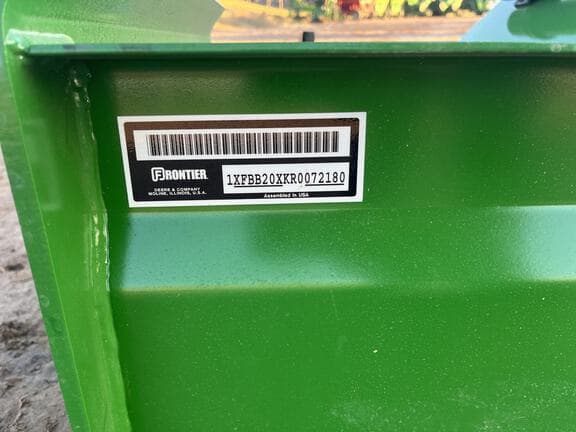 FRONTIER
DEERE & COMPANY
MOLINE, ILLINOIS, U.S.A.
1XFBB20XKR0072180
Assembled in USA